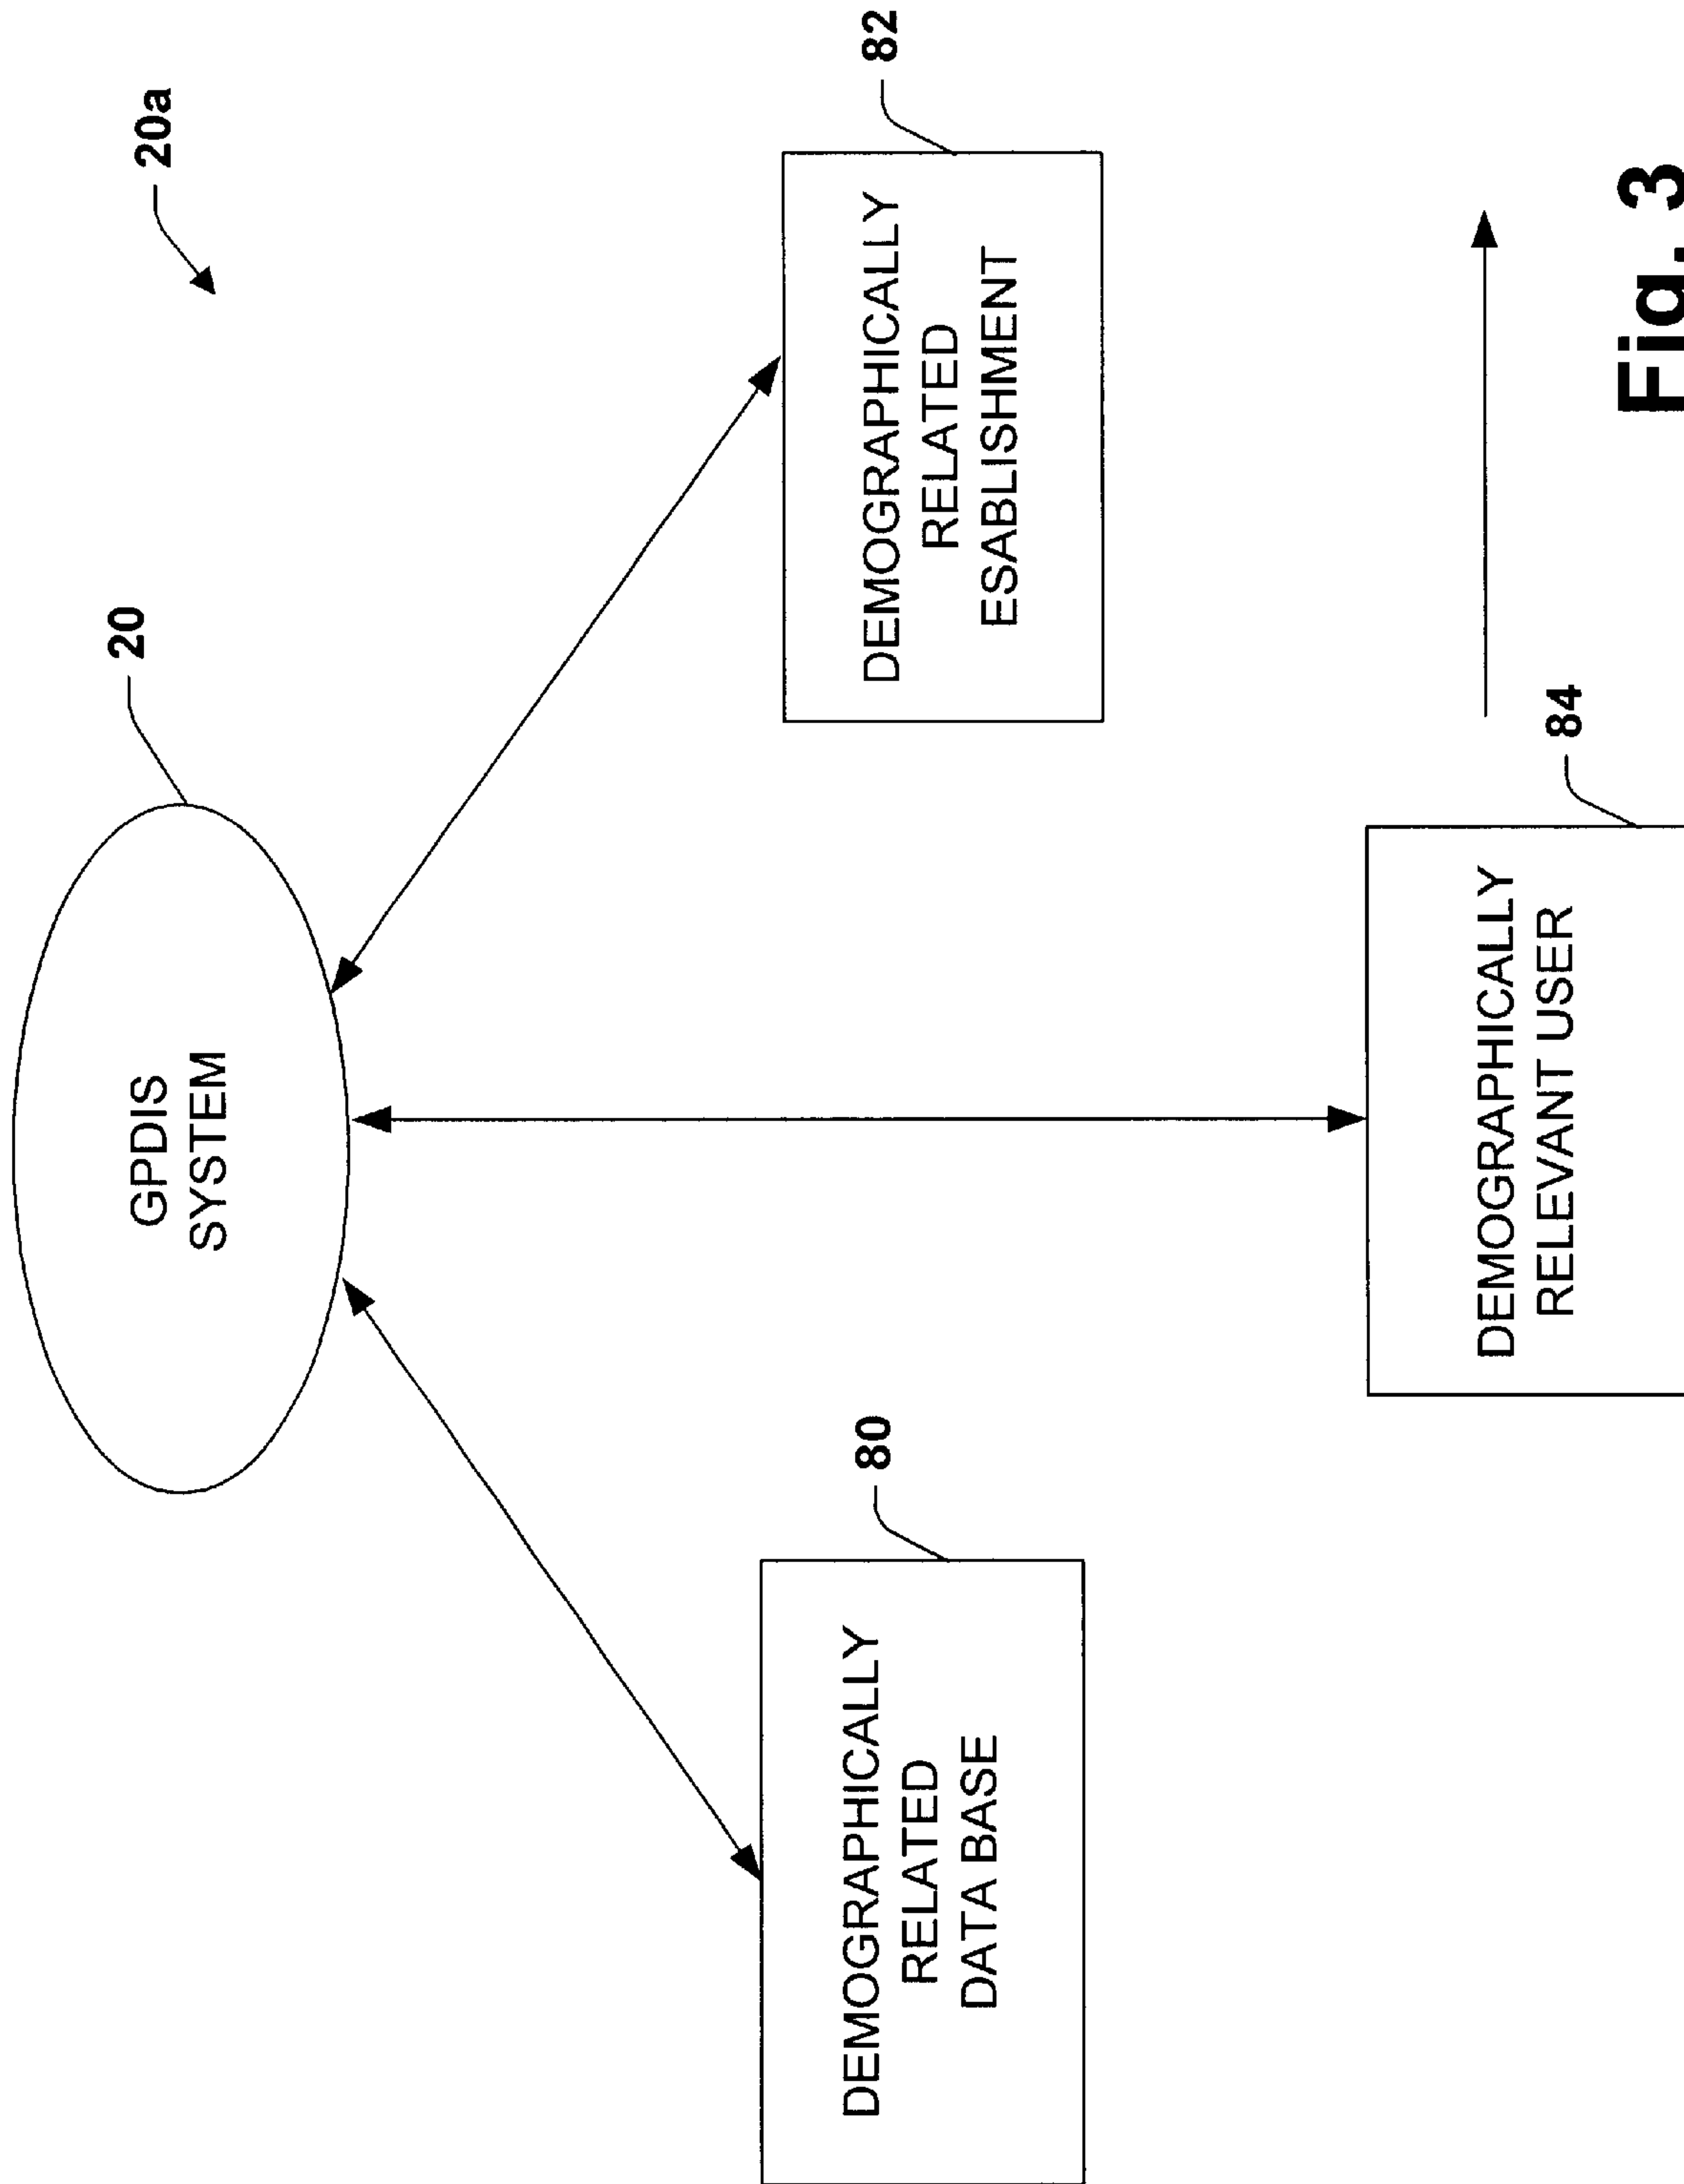 20a
20
GPDIS
SYSTEM
82
DEMOGRAPHICALLY
RELATED
ESABLISHMENT
80
DEMOGRAPHICALLY
RELATED
DATA BASE
84
DEMOGRAPHICALLY
RELEVANT USER
Fig. 3